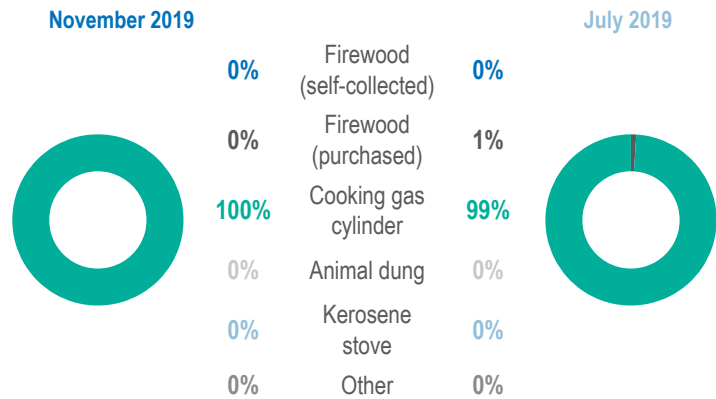 November 2019
July 2019
0%
Firewood
(self-collected)
0%
0%
Firewood
(purchased)
1%
100%
Cooking gas
cylinder
99%
0%
Animal dung
0%
0%
Kerosene
stove
0%
0%
Other
0%